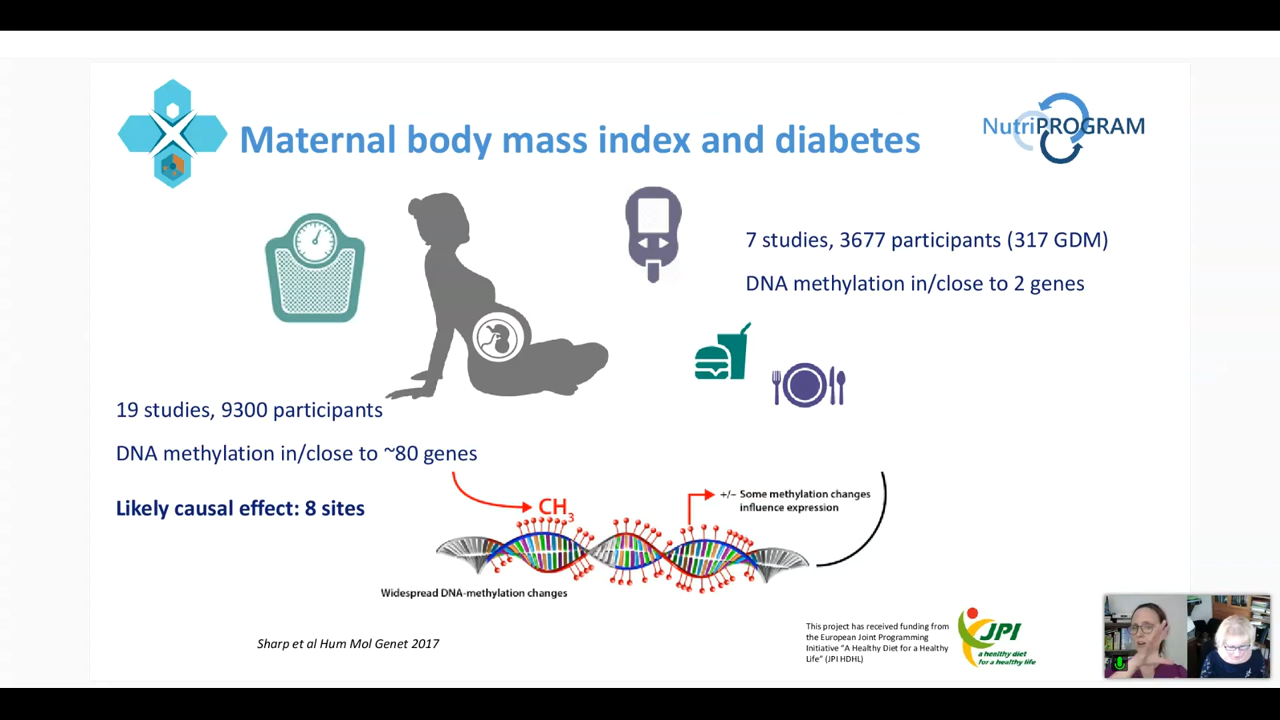 Maternal body mass index and diabetes
NutriPROGRAM
7 studies, 3677 participants (317 GDM)
DNA methylation in/close to 2 genes
19 studies, 9300 participants
DNA methylation in/close to ~80 genes
Likely causal effect: 8 sites
CH3
+/– Some methylation changes
influence expression
Widespread DNA-methylation changes
Sharp et al Hum Mol Genet 2017
This project has received funding from
the European Joint Programming
Initiative “A Healthy Diet for a Healthy
Life” (JPI HDHL)
JPI
a healthy diet
for a healthy life